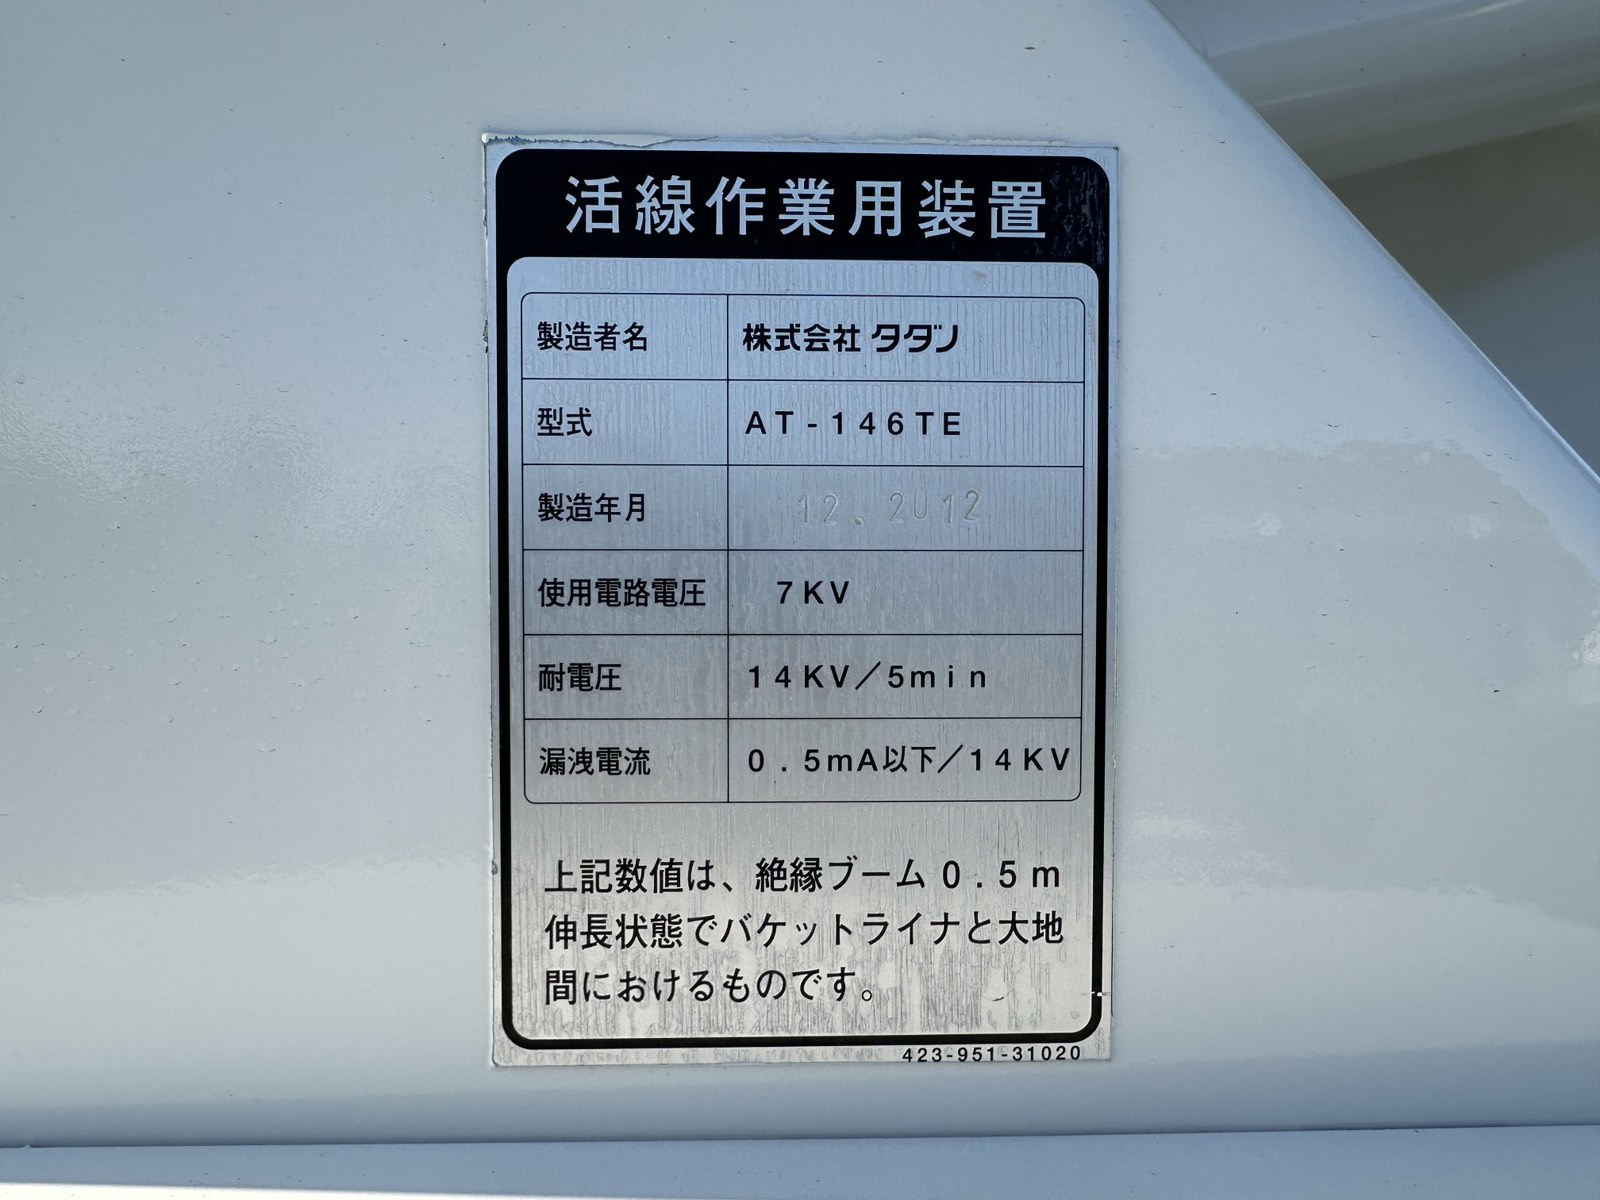 活線作業用装置
製造者名 株式会社 タダノ
型式 AT-146TE
製造年月 12、2012
使用電路電圧 7KV
耐電圧 14KV/5min
漏洩電流 0.5mA以下/14KV
上記数値は、絶縁ブーム0.5m
伸長状態でバケットライナと大地
間におけるものです。
423-951-31020